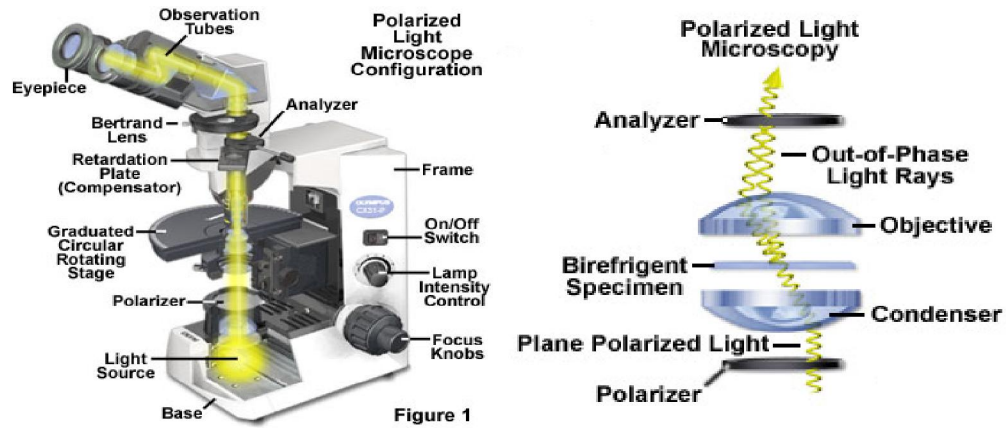 Observation
Tubes
Polarized
Light
Microscope
Configuration
Eyepiece
Analyzer
Bertrand
Lens
Retardation
Plate
(Compensator)
Frame
OLYMPUS
CX31-P
Graduated
Circular
Rotating
Stage
On/Off
Switch
Lamp
Intensity
Control
Polarizer
Focus
Knobs
Light
Source
Base
Figure 1
Polarized Light
Microscopy
Analyzer
Out-of-Phase
Light Rays
Objective
Birefrigent
Specimen
Condenser
Plane Polarized Light
Polarizer